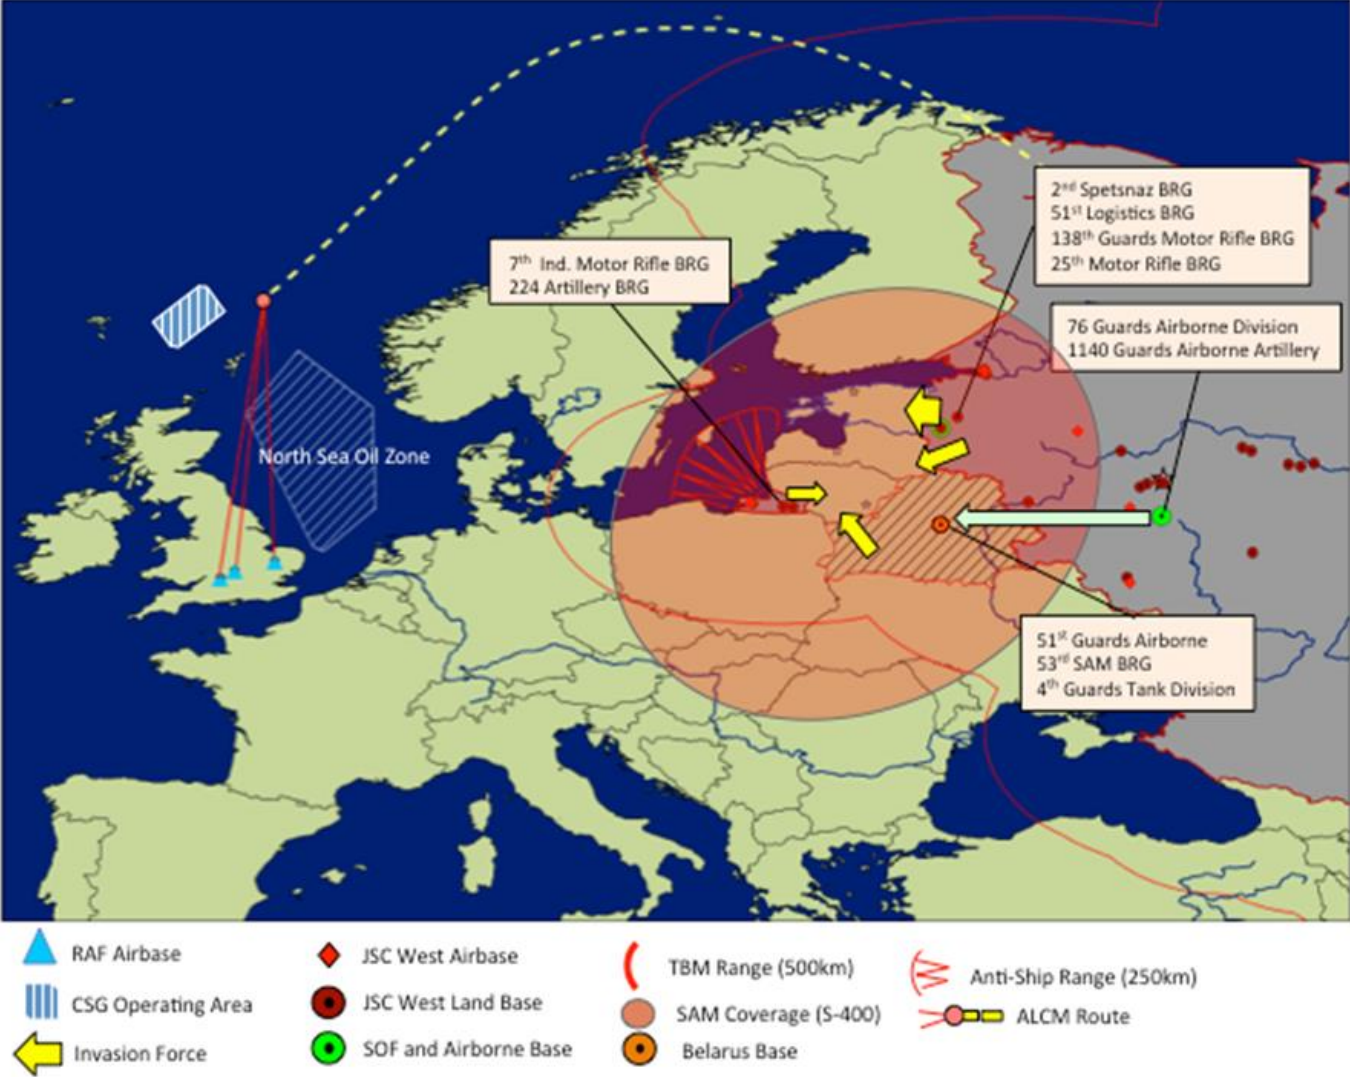 2nd Spetsnaz BRG
51st Logistics BRG
138th Guards Motor Rifle BRG
25th Motor Rifle BRG
7th Ind. Motor Rifle BRG
224 Artillery BRG
76 Guards Airborne Division
1140 Guards Airborne Artillery
North Sea Oil Zone
51st Guards Airborne
53rd SAM BRG
4th Guards Tank Division
RAF Airbase
JSC West Airbase
TBM Range (500km)
Anti-Ship Range (250km)
CSG Operating Area
JSC West Land Base
SAM Coverage (S-400)
ALCM Route
Invasion Force
SOF and Airborne Base
Belarus Base